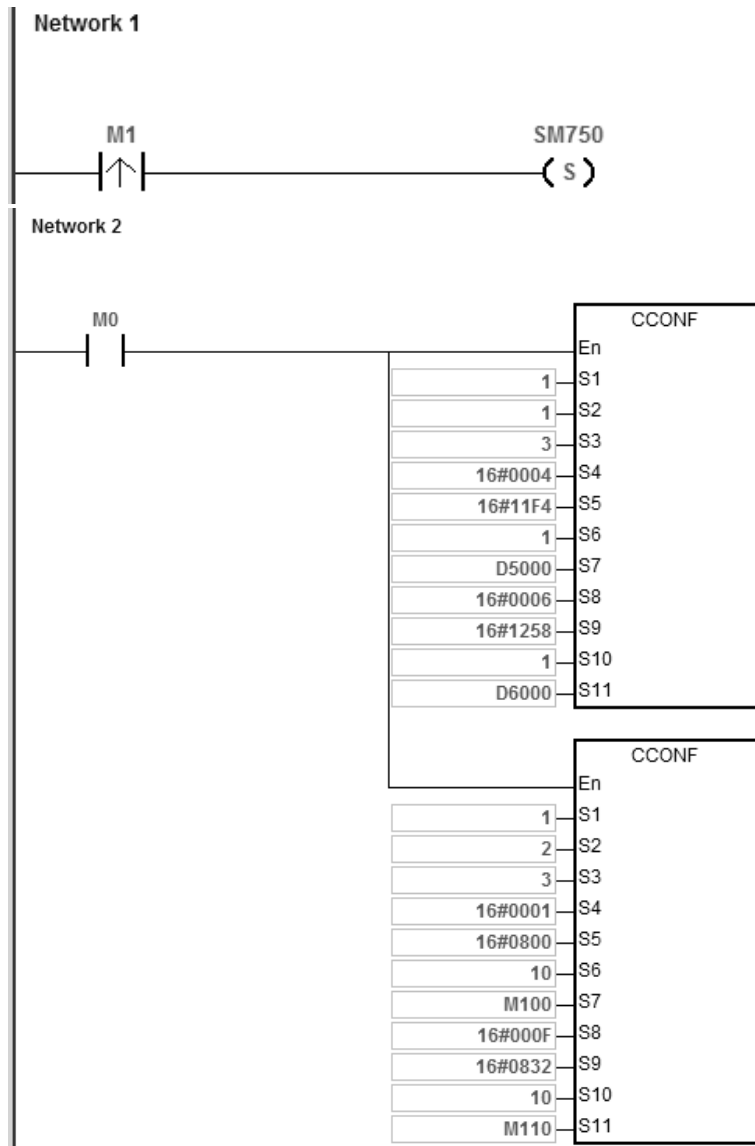 Network 1
M1 SM750
S
Network 2
M0 CCONF
En
1 S1
1 S2
3 S3
16#0004 S4
16#11F4 S5
1 S6
D5000 S7
16#0006 S8
16#1258 S9
1 S10
D6000 S11
CCONF
En
1 S1
2 S2
3 S3
16#0001 S4
16#0800 S5
10 S6
M100 S7
16#000F S8
16#0832 S9
10 S10
M110 S11